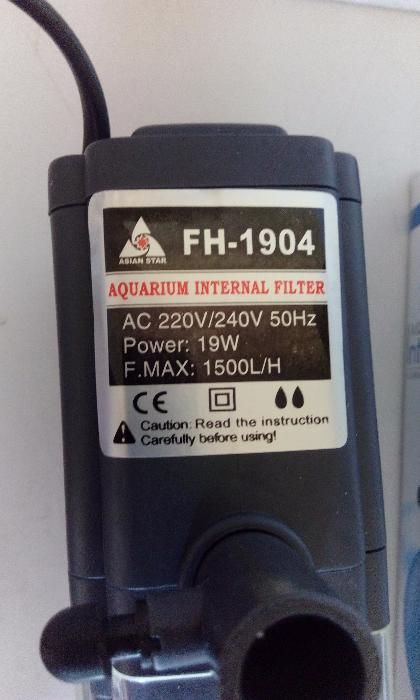 ASIAN STAR
FH-1904
AQUARIUM INTERNAL FILTER
AC 220V/240V 50Hz
Power: 19W
F.MAX: 1500L/H
CE
Caution: Read the instruction
Carefully before using!